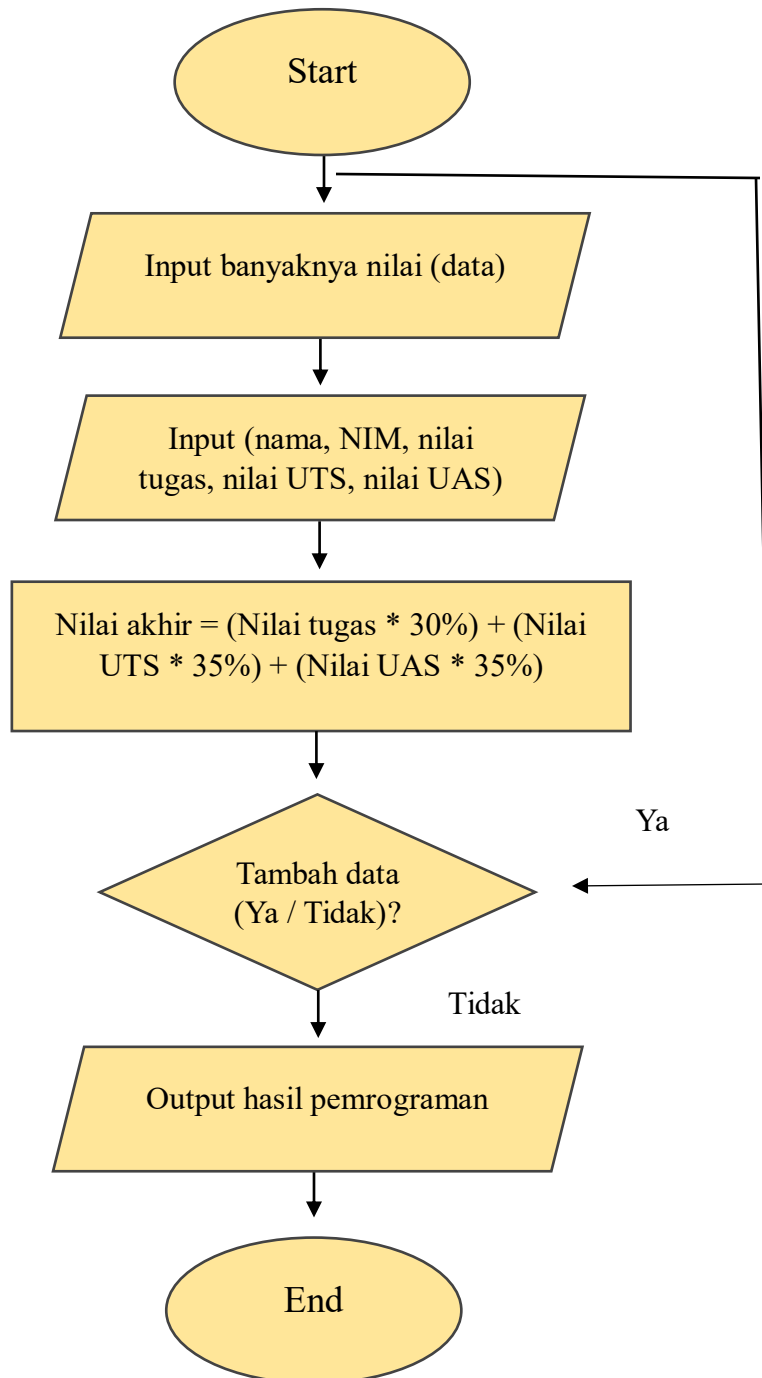 Start
Input banyaknya nilai (data)
Input (nama, NIM, nilai
tugas, nilai UTS, nilai UAS)
Nilai akhir = (Nilai tugas * 30%) + (Nilai
UTS * 35%) + (Nilai UAS * 35%)
Ya
Tambah data
(Ya / Tidak)?
Tidak
Output hasil pemrograman
End